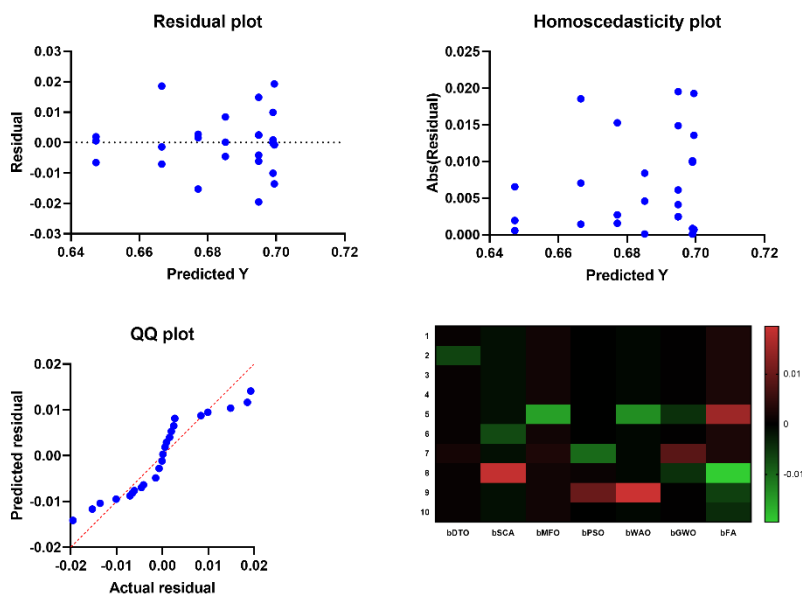 Residual plot
0.03
0.02
0.01
0.00
-0.01
-0.02
-0.03
Residual
0.64 0.66 0.68 0.70 0.72
Predicted Y
Homoscedasticity plot
0.025
0.020
0.015
0.010
0.005
0.000
Abs(Residual)
0.64 0.66 0.68 0.70 0.72
Predicted Y
QQ plot
0.02
0.01
0.00
-0.01
-0.02
Predicted residual
-0.02 -0.01 0.00 0.01 0.02
Actual residual
1
2
3
4
5
6
7
8
9
10
bDTO bSCA bMFO bPSO bWAO bGWO bFA
0.01
0
-0.01